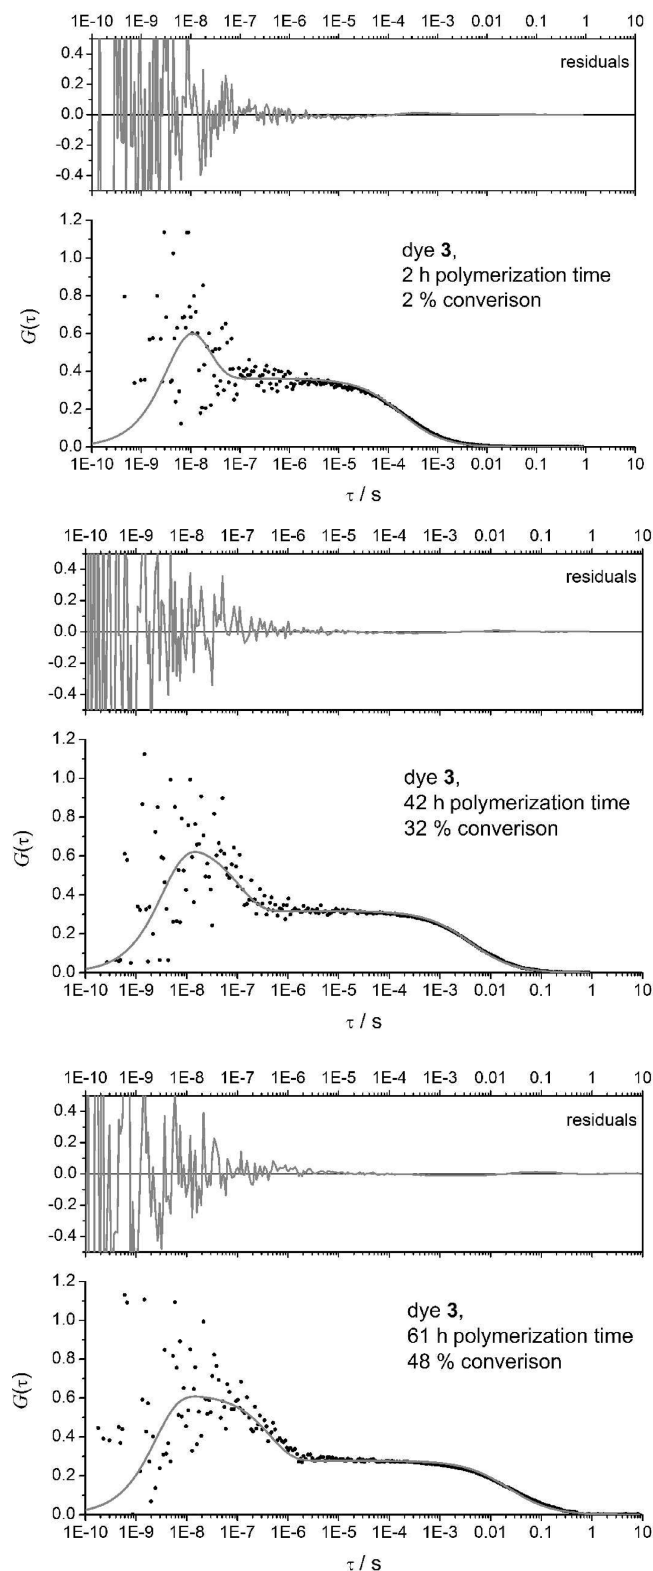 1E-10 1E-9 1E-8 1E-7 1E-6 1E-5 1E-4 1E-3 0.01 0.1 1 10
0.4
residuals
0.2
0.0
-0.2
-0.4
1.2
1.0
dye 3,
2 h polymerization time
0.8
2 % converison
G(τ)
0.6
0.4
0.2
0.0
1E-10 1E-9 1E-8 1E-7 1E-6 1E-5 1E-4 1E-3 0.01 0.1 1 10
τ / s
1E-10 1E-9 1E-8 1E-7 1E-6 1E-5 1E-4 1E-3 0.01 0.1 1 10
0.4
residuals
0.2
0.0
-0.2
-0.4
1.2
dye 3,
1.0
42 h polymerization time
32 % converison
0.8
G(τ)
0.6
0.4
0.2
0.0
1E-10 1E-9 1E-8 1E-7 1E-6 1E-5 1E-4 1E-3 0.01 0.1 1 10
τ / s
1E-10 1E-9 1E-8 1E-7 1E-6 1E-5 1E-4 1E-3 0.01 0.1 1 10
0.4
residuals
0.2
0.0
-0.2
-0.4
1.2
dye 3,
1.0
61 h polymerization time
48 % converison
0.8
G(τ)
0.6
0.4
0.2
0.0
1E-10 1E-9 1E-8 1E-7 1E-6 1E-5 1E-4 1E-3 0.01 0.1 1 10
τ / s